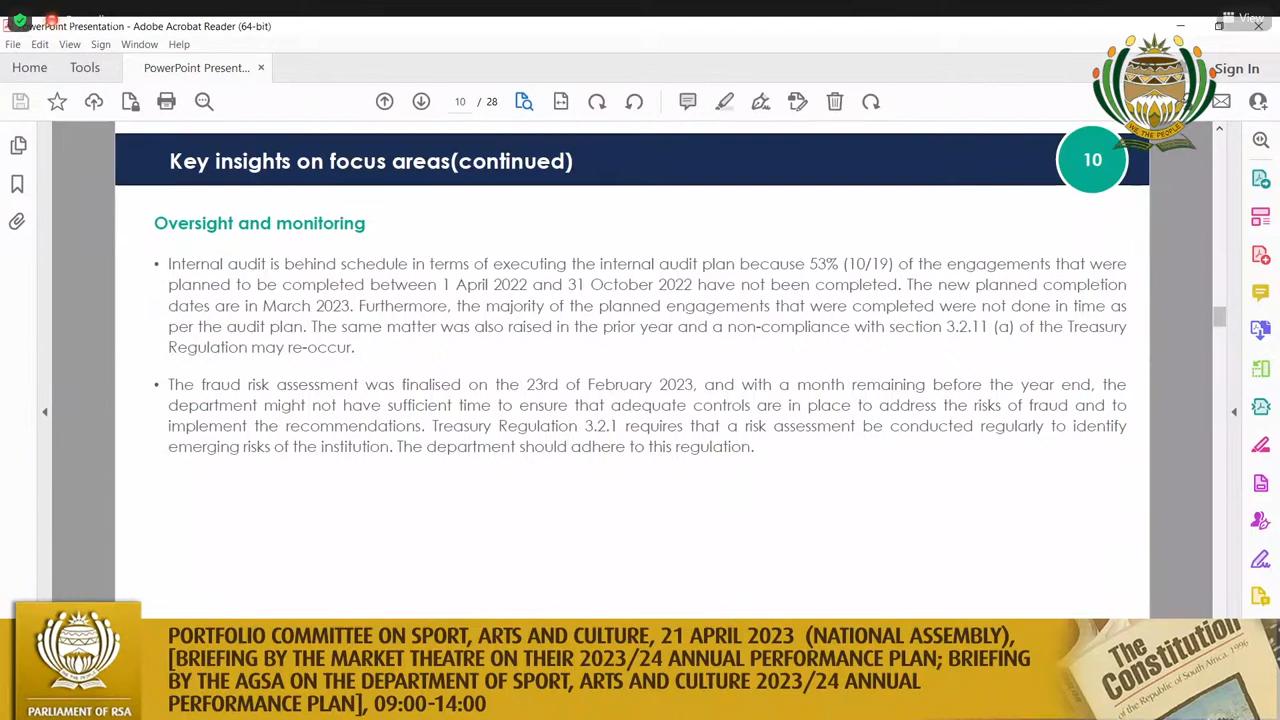 PowerPoint Presentation - Adobe Acrobat Reader (64-bit)
View
File Edit View Sign Window Help
Home Tools PowerPoint Present... ×
Sign In
10 / 28
WE, THE PEOPLE
Key insights on focus areas(continued)
10
Oversight and monitoring
• Internal audit is behind schedule in terms of executing the internal audit plan because 53% (10/19) of the engagements that were
planned to be completed between 1 April 2022 and 31 October 2022 have not been completed. The new planned completion
dates are in March 2023. Furthermore, the majority of the planned engagements that were completed were not done in time as
per the audit plan. The same matter was also raised in the prior year and a non-compliance with section 3.2.11 (a) of the Treasury
Regulation may re-occur.
• The fraud risk assessment was finalised on the 23rd of February 2023, and with a month remaining before the year end, the
department might not have sufficient time to ensure that adequate controls are in place to address the risks of fraud and to
implement the recommendations. Treasury Regulation 3.2.1 requires that a risk assessment be conducted regularly to identify
emerging risks of the institution. The department should adhere to this regulation.
PORTFOLIO COMMITTEE ON SPORT, ARTS AND CULTURE, 21 APRIL 2023 (NATIONAL ASSEMBLY),
[BRIEFING BY THE MARKET THEATRE ON THEIR 2023/24 ANNUAL PERFORMANCE PLAN; BRIEFING
BY THE AGSA ON THE DEPARTMENT OF SPORT, ARTS AND CULTURE 2023/24 ANNUAL
PERFORMANCE PLAN], 09:00-14:00
PARLIAMENT OF RSA
The
Constitution
of the Republic of South Africa, 1996